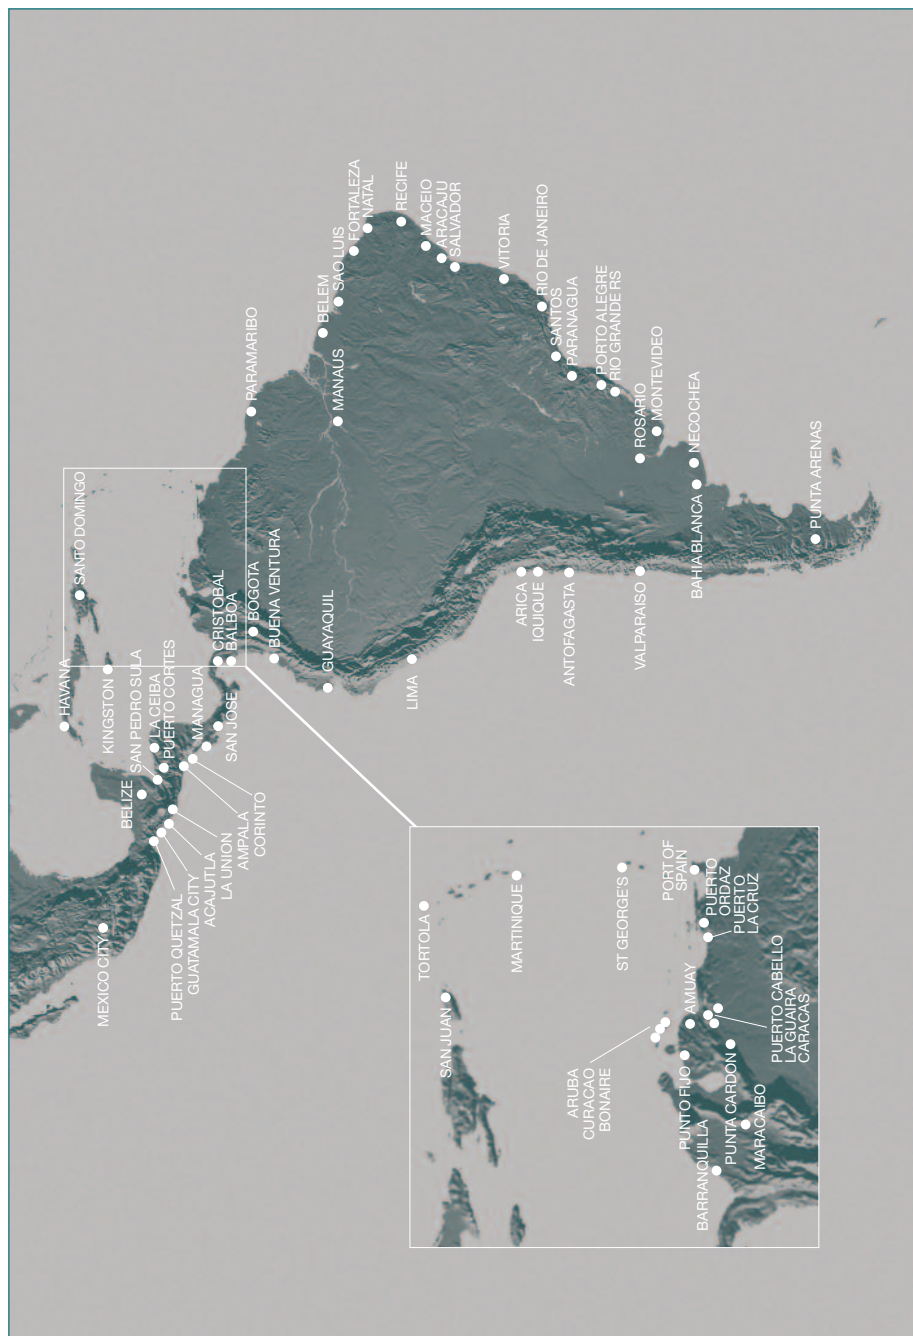 HAVANA
SANTO DOMINGO
KINGSTON
MEXICO CITY
BELIZE
SAN PEDRO SULA
LA CEIBA
PUERTO CORTES
MANAGUA
SAN JOSE
PUERTO QUETZAL
GUATAMALA CITY
ACAJUTLA
LA UNION
AMPALA
CORINTO
CRISTOBAL
BALBOA
BOGOTA
BUENA VENTURA
GUAYAQUIL
LIMA
PARAMARIBO
BELEM
SAO LUIS
FORTALEZA
NATAL
RECIFE
MACEIO
ARACAJU
SALVADOR
MANAUS
VITORIA
RIO DE JANEIRO
SANTOS
PARANAGUA
PORTO ALEGRE
RIO GRANDE RS
ARICA
IQUIQUE
ANTOFAGASTA
VALPARAISO
ROSARIO
MONTEVIDEO
BAHIA BLANCA
NECOCHEA
PUNTA ARENAS
TORTOLA
SAN JUAN
MARTINIQUE
ST GEORGE'S
PORT OF
SPAIN
ARUBA
CURACAO
BONAIRE
AMUAY
PUERTO
ORDAZ
PUERTO
LA CRUZ
PUNTO FIJO
BARRANQUILLA
PUNTA CARDON
MARACAIBO
PUERTO CABELLO
LA GUAIRA
CARACAS